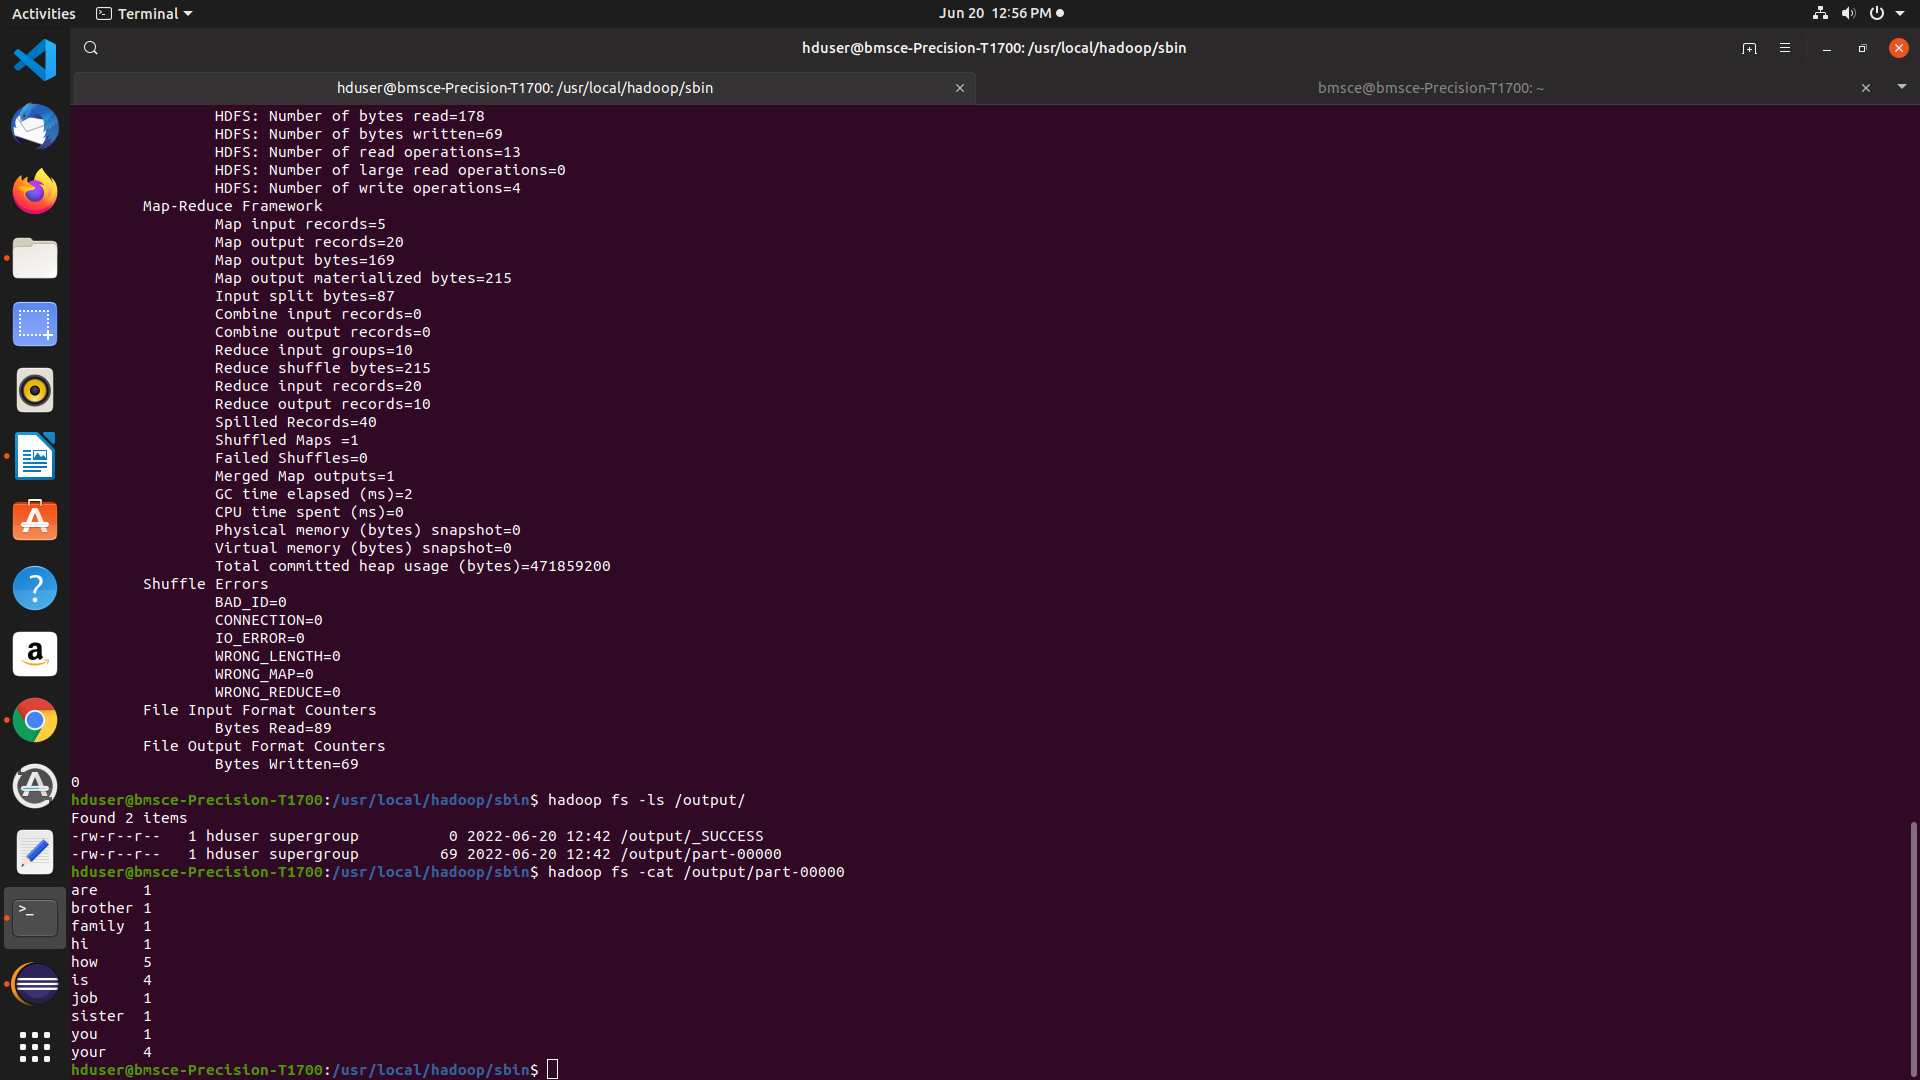 Activities Terminal Jun 20 12:56 PM
hduser@bmsce-Precision-T1700: /usr/local/hadoop/sbin
hduser@bmsce-Precision-T1700: /usr/local/hadoop/sbin bmsce@bmsce-Precision-T1700: ~
HDFS: Number of bytes read=178
HDFS: Number of bytes written=69
HDFS: Number of read operations=13
HDFS: Number of large read operations=0
HDFS: Number of write operations=4
Map-Reduce Framework
Map input records=5
Map output records=20
Map output bytes=169
Map output materialized bytes=215
Input split bytes=87
Combine input records=0
Combine output records=0
Reduce input groups=10
Reduce shuffle bytes=215
Reduce input records=20
Reduce output records=10
Spilled Records=40
Shuffled Maps =1
Failed Shuffles=0
Merged Map outputs=1
GC time elapsed (ms)=2
CPU time spent (ms)=0
Physical memory (bytes) snapshot=0
Virtual memory (bytes) snapshot=0
Total committed heap usage (bytes)=471859200
Shuffle Errors
BAD_ID=0
CONNECTION=0
IO_ERROR=0
WRONG_LENGTH=0
WRONG_MAP=0
WRONG_REDUCE=0
File Input Format Counters
Bytes Read=89
File Output Format Counters
Bytes Written=69
0
hduser@bmsce-Precision-T1700:/usr/local/hadoop/sbin$ hadoop fs -ls /output/
Found 2 items
-rw-r--r--   1 hduser supergroup          0 2022-06-20 12:42 /output/_SUCCESS
-rw-r--r--   1 hduser supergroup         69 2022-06-20 12:42 /output/part-00000
hduser@bmsce-Precision-T1700:/usr/local/hadoop/sbin$ hadoop fs -cat /output/part-00000
are     1
brother 1
family  1
hi      1
how     5
is      4
job     1
sister  1
you     1
your    4
hduser@bmsce-Precision-T1700:/usr/local/hadoop/sbin$